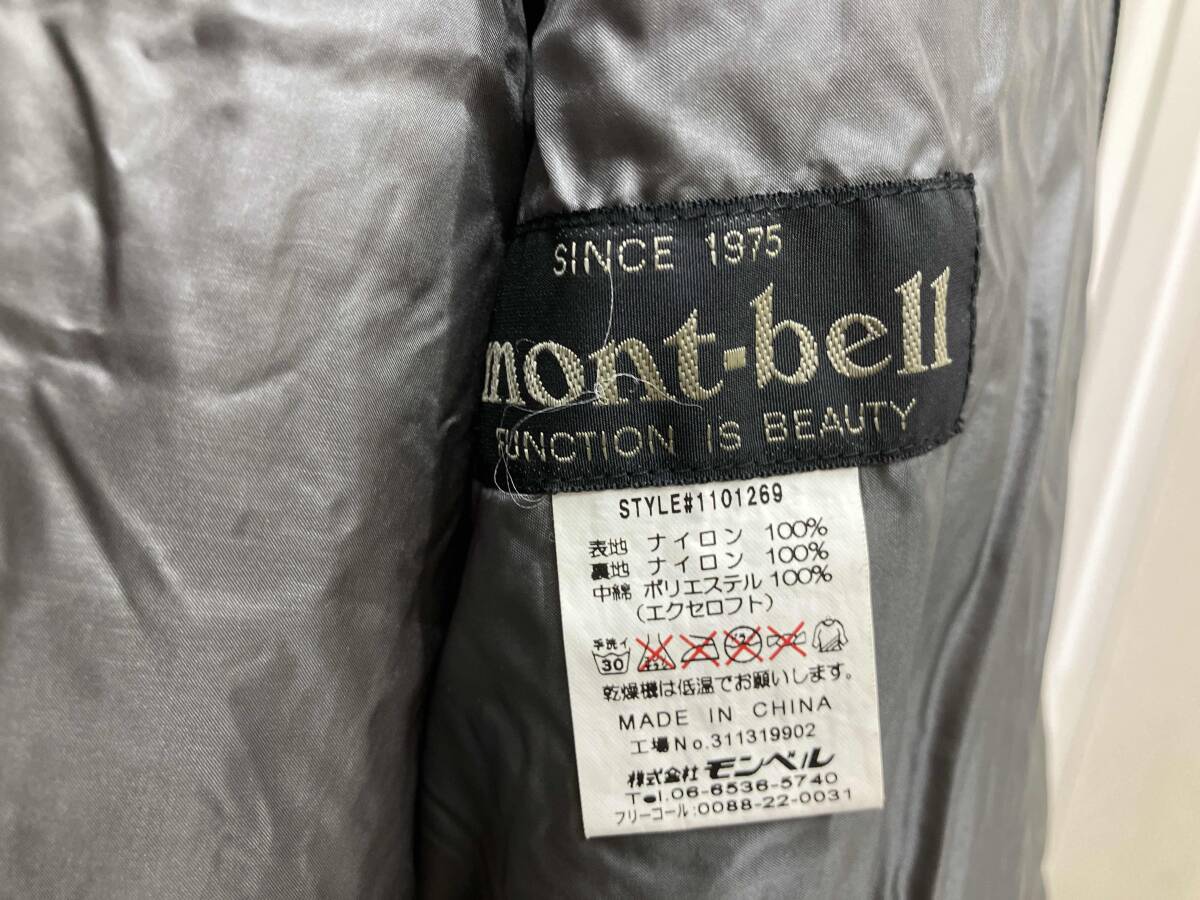 SINCE 1975
mont-bell
FUNCTION IS BEAUTY
STYLE#1101269
表地 ナイロン 100%
裏地 ナイロン 100%
中綿 ポリエステル 100%
(エクセロフト)
手洗イ
30
乾燥機は低温でお願いします。
MADE IN CHINA
工場No.311319902
株式会社 モンベル
Tel.06-6536-5740
フリーコール:0088-22-0031